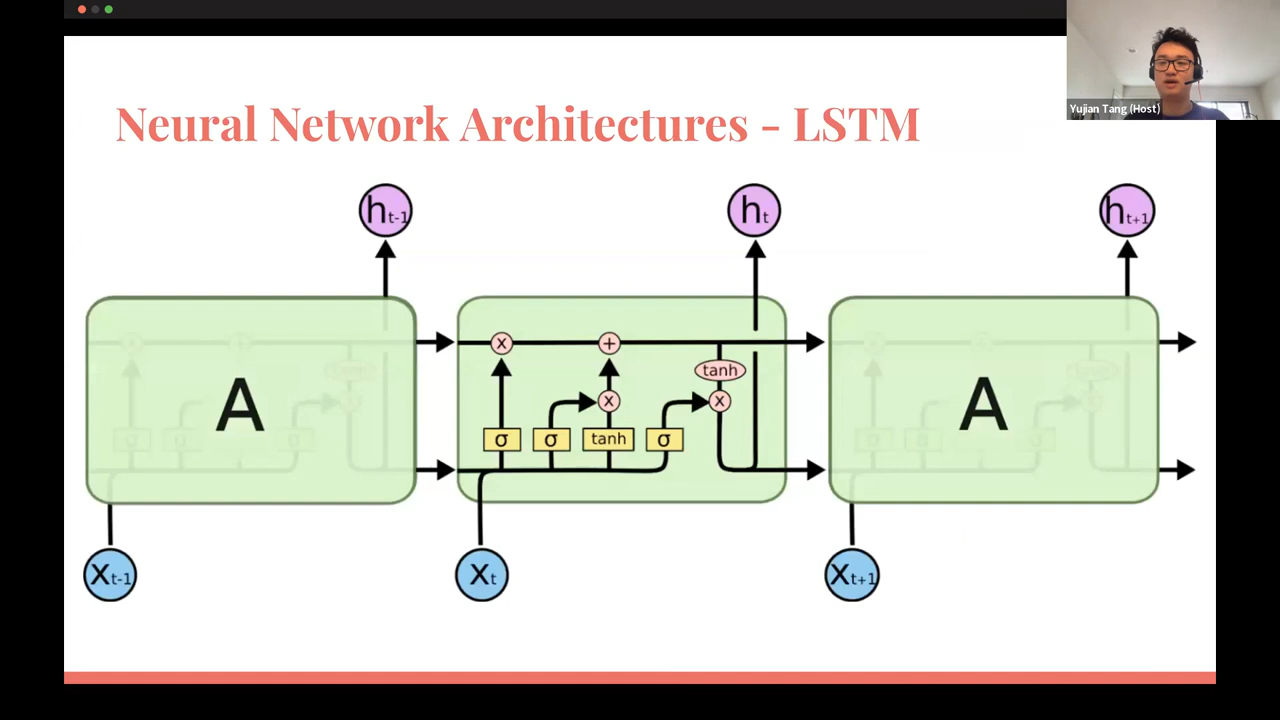 Yujian Tang (Host)
Neural Network Architectures - LSTM
ht-1 ht ht+1
A x + tanh x x σ σ tanh σ A
xt-1 xt xt+1